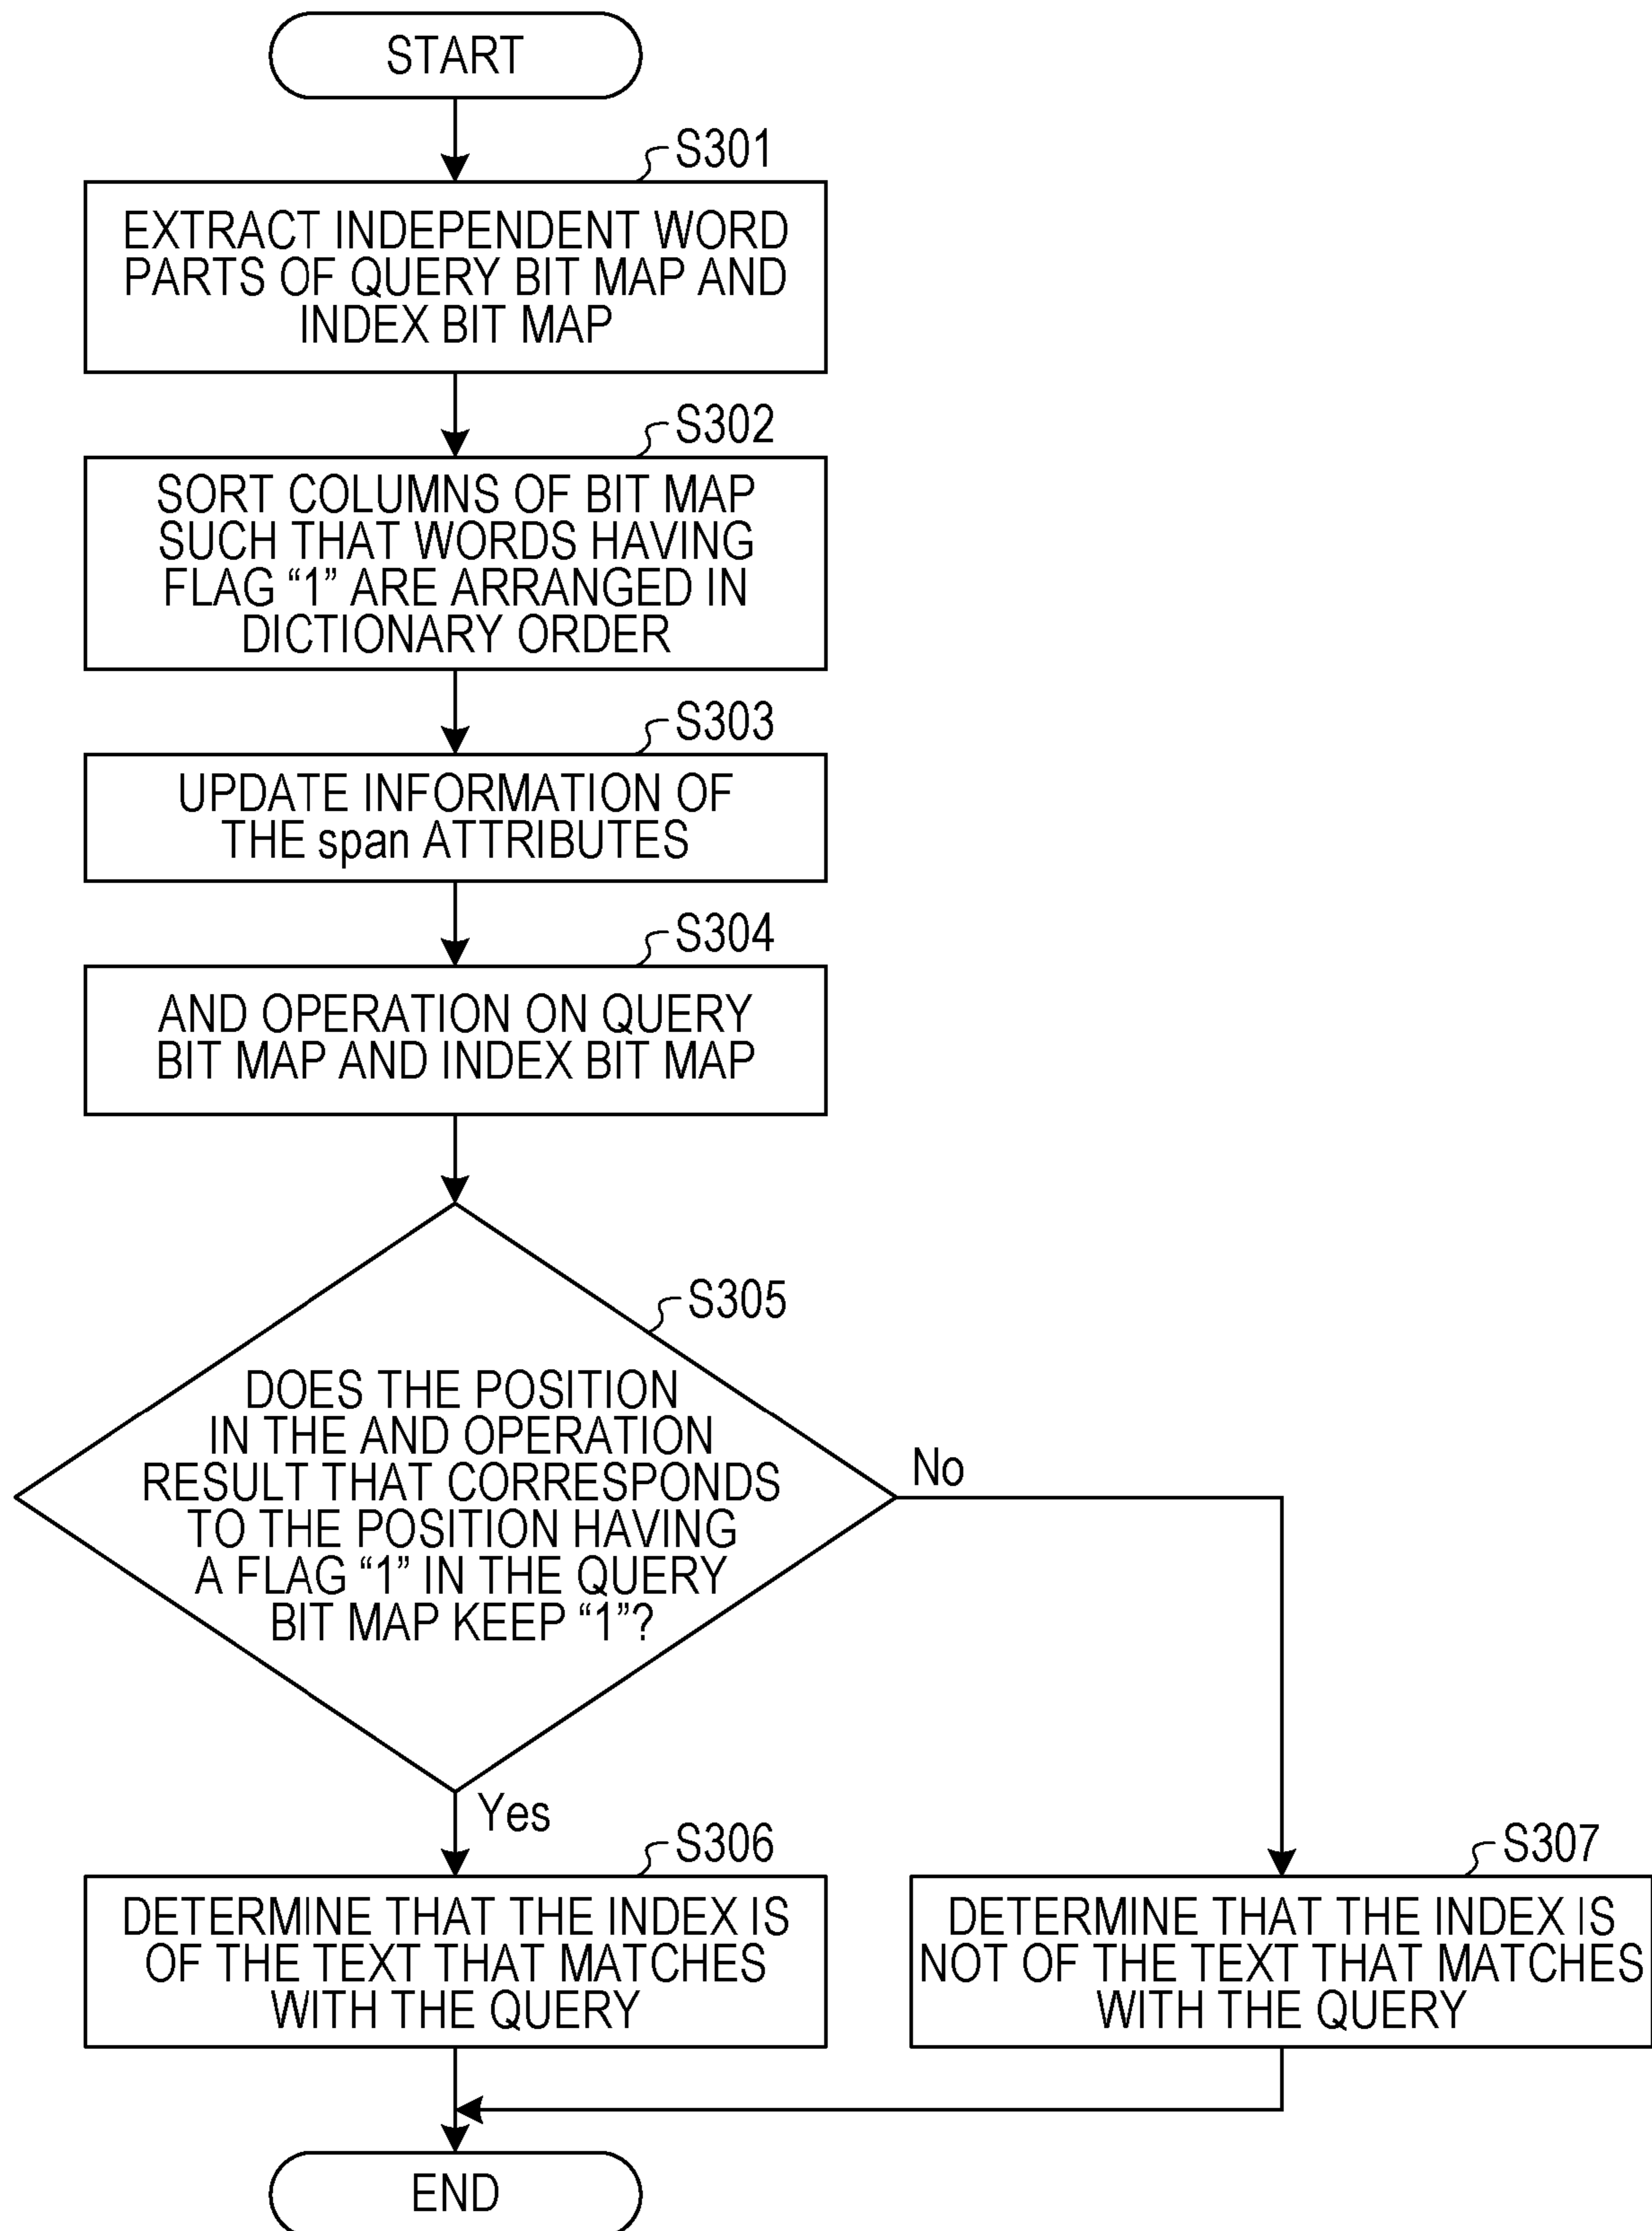 START
S301
EXTRACT INDEPENDENT WORD
PARTS OF QUERY BIT MAP AND
INDEX BIT MAP
S302
SORT COLUMNS OF BIT MAP
SUCH THAT WORDS HAVING
FLAG “1” ARE ARRANGED IN
DICTIONARY ORDER
S303
UPDATE INFORMATION OF
THE span ATTRIBUTES
S304
AND OPERATION ON QUERY
BIT MAP AND INDEX BIT MAP
S305
DOES THE POSITION
IN THE AND OPERATION
RESULT THAT CORRESPONDS
TO THE POSITION HAVING
A FLAG “1” IN THE QUERY
BIT MAP KEEP “1”?
No
Yes
S306
DETERMINE THAT THE INDEX IS
OF THE TEXT THAT MATCHES
WITH THE QUERY
S307
DETERMINE THAT THE INDEX IS
NOT OF THE TEXT THAT MATCHES
WITH THE QUERY
END